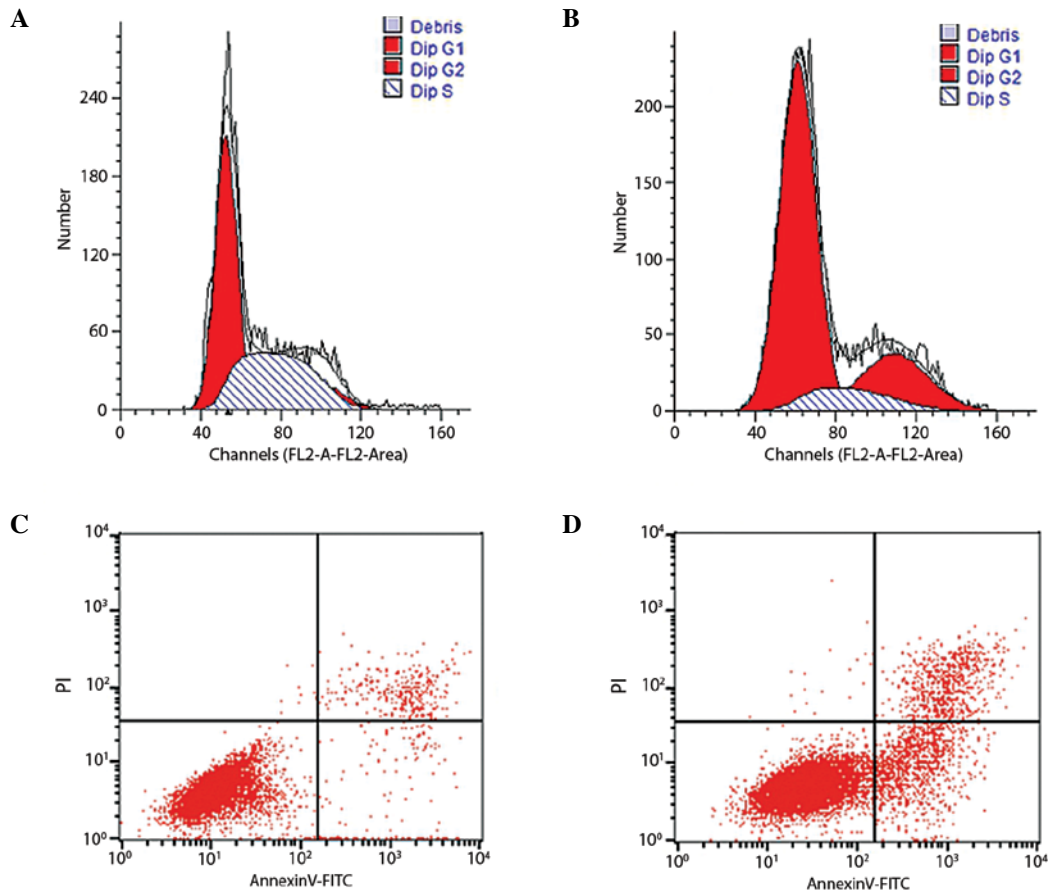 A
Debris
Dip G1
Dip G2
Dip S
240
180
120
60
0
Number
0 40 80 120 160
Channels (FL2-A-FL2-Area)
B
Debris
Dip G1
Dip G2
Dip S
200
150
100
50
0
Number
0 40 80 120 160
Channels (FL2-A-FL2-Area)
C
10⁴
10³
10²
10¹
10⁰
PI
10⁰ 10¹ 10² 10³ 10⁴
AnnexinV-FITC
D
10⁴
10³
10²
10¹
10⁰
PI
10⁰ 10¹ 10² 10³ 10⁴
AnnexinV-FITC